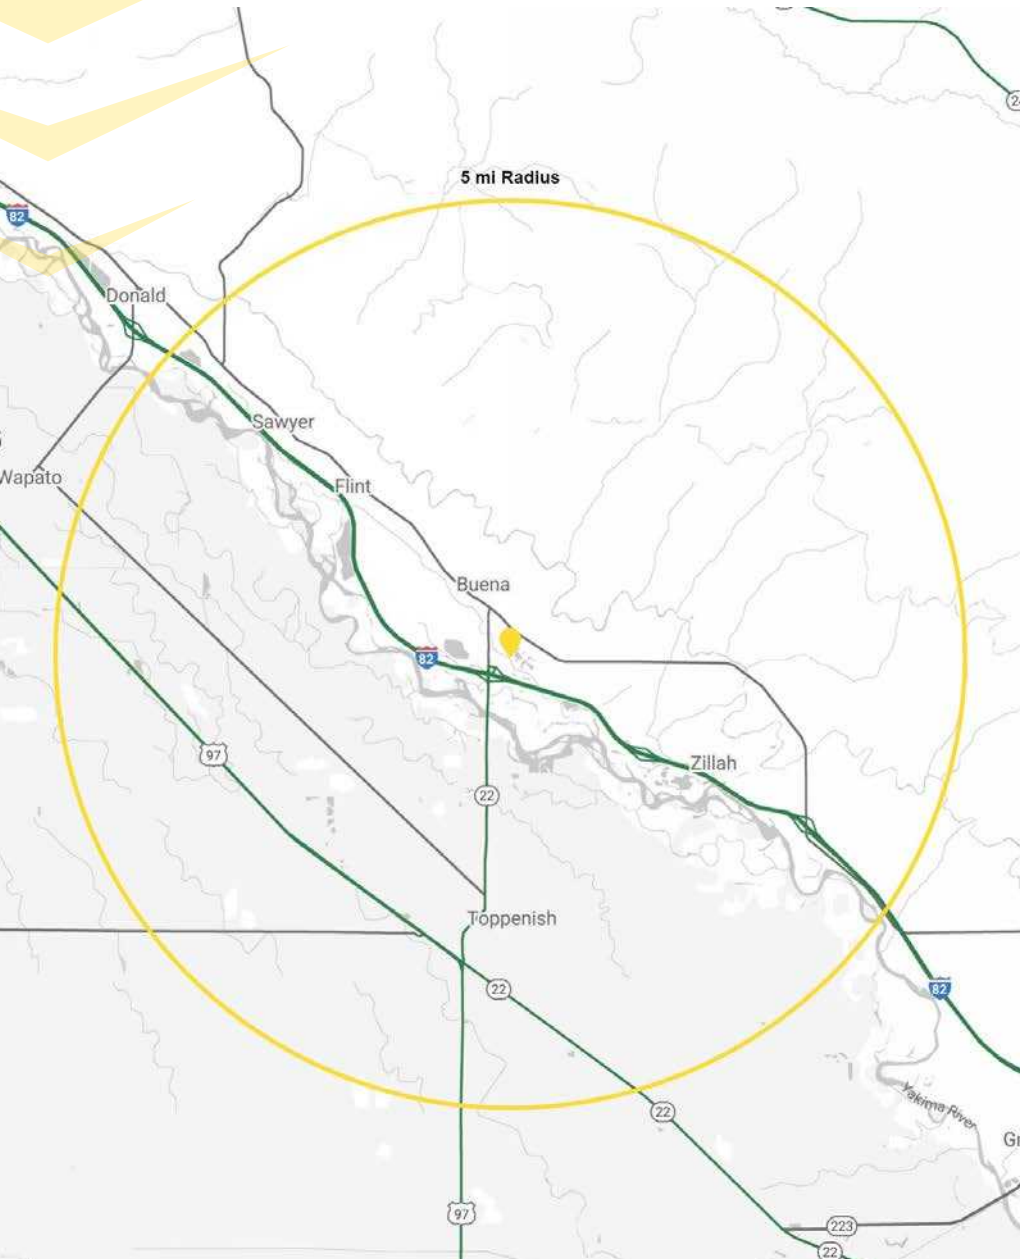 5 mi Radius
82
Donald
Sawyer
Wapato
Flint
Buena
82
97
Zillah
22
Toppenish
22
82
22
Yakima River
97
223
22